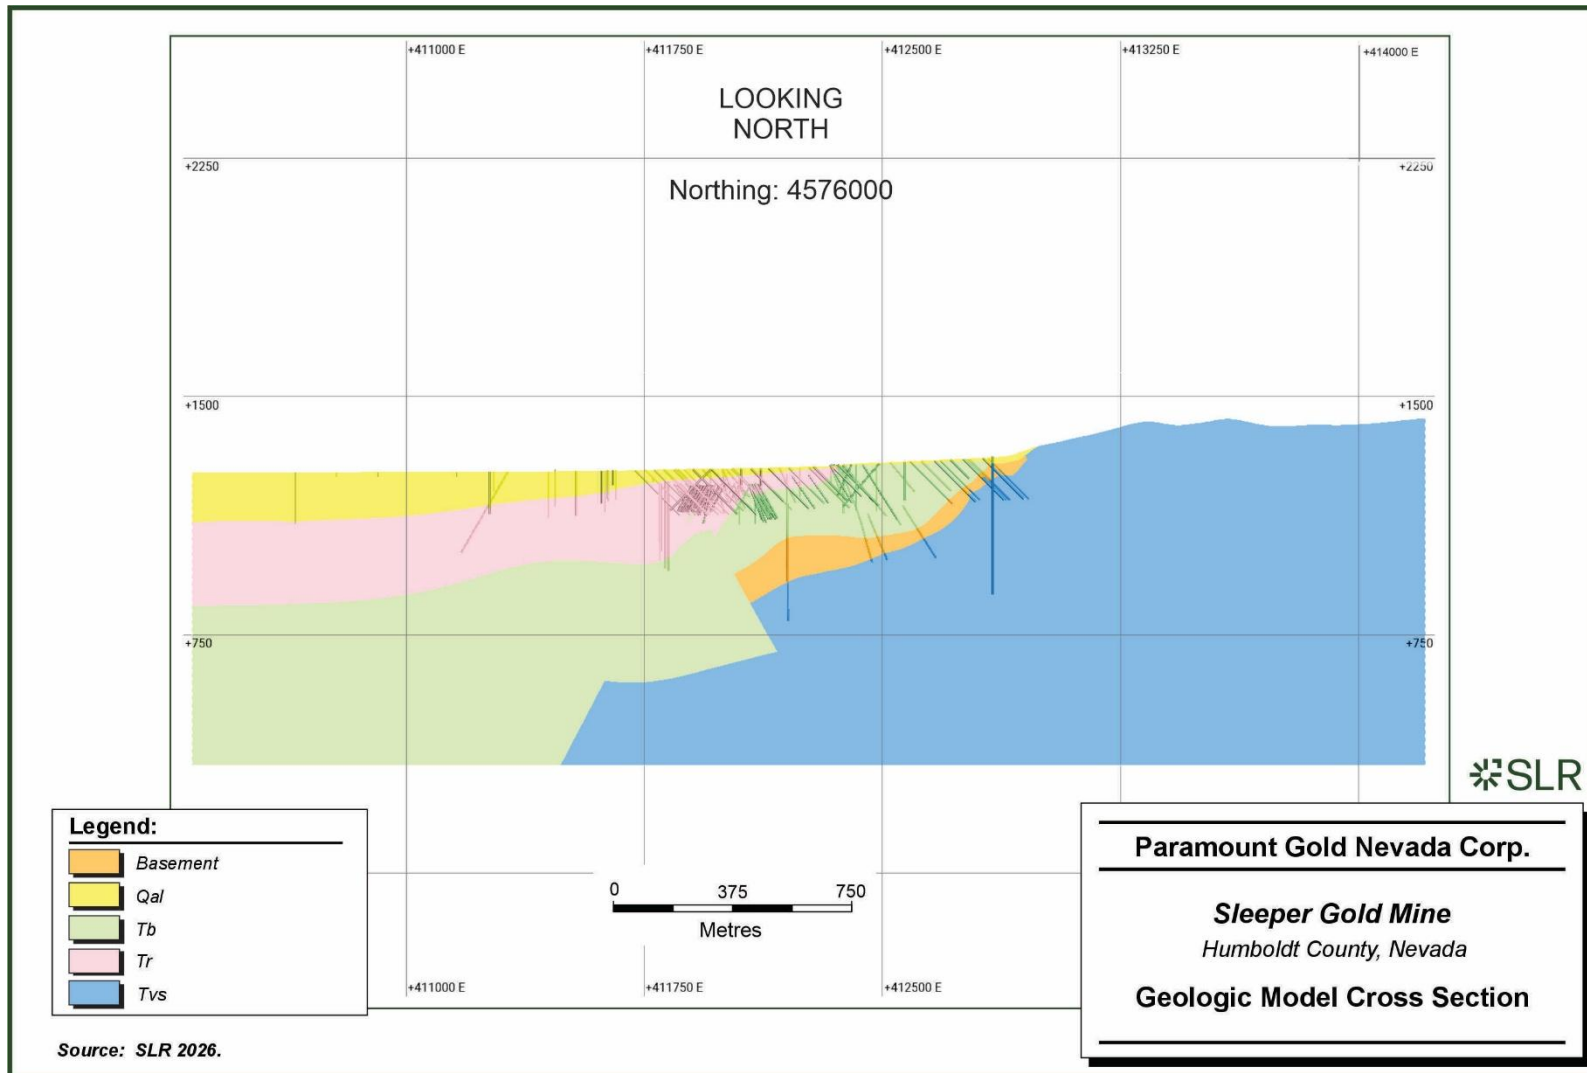 +411000 E
+411750 E
+412500 E
+413250 E
+414000 E
LOOKING
NORTH
Northing: 4576000
+2250
+2250
+1500
+1500
+750
+750
SLR
Legend:
Basement
Qal
Tb
Tr
Tvs
0
375
750
Metres
+411000 E
+411750 E
+412500 E
Paramount Gold Nevada Corp.
Sleeper Gold Mine
Humboldt County, Nevada
Geologic Model Cross Section
Source: SLR 2026.